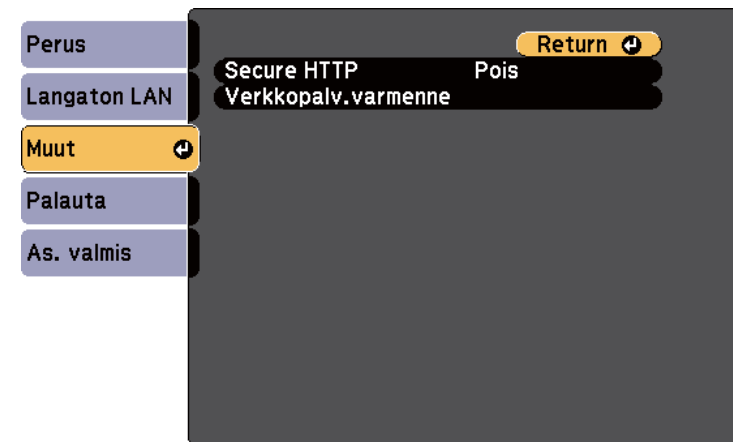 Perus
Langaton LAN
Muut
Palauta
As. valmis
Return
Secure HTTP Pois
Verkkopalv.varmenne